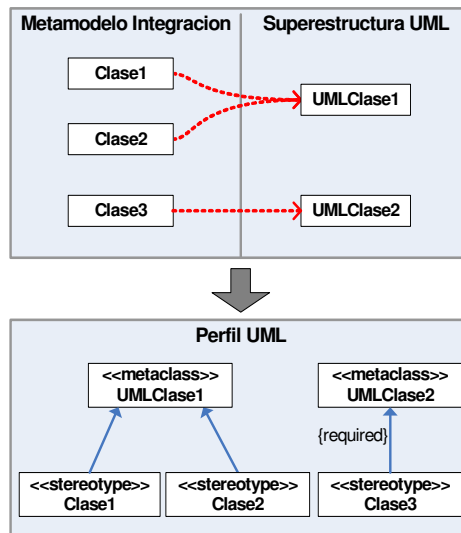 Metamodelo Integracion
Superestructura UML
Clase1
UMLClase1
Clase2
Clase3
UMLClase2
Perfil UML
<<metaclass>>
UMLClase1
<<metaclass>>
UMLClase2
{required}
<<stereotype>>
Clase1
<<stereotype>>
Clase2
<<stereotype>>
Clase3